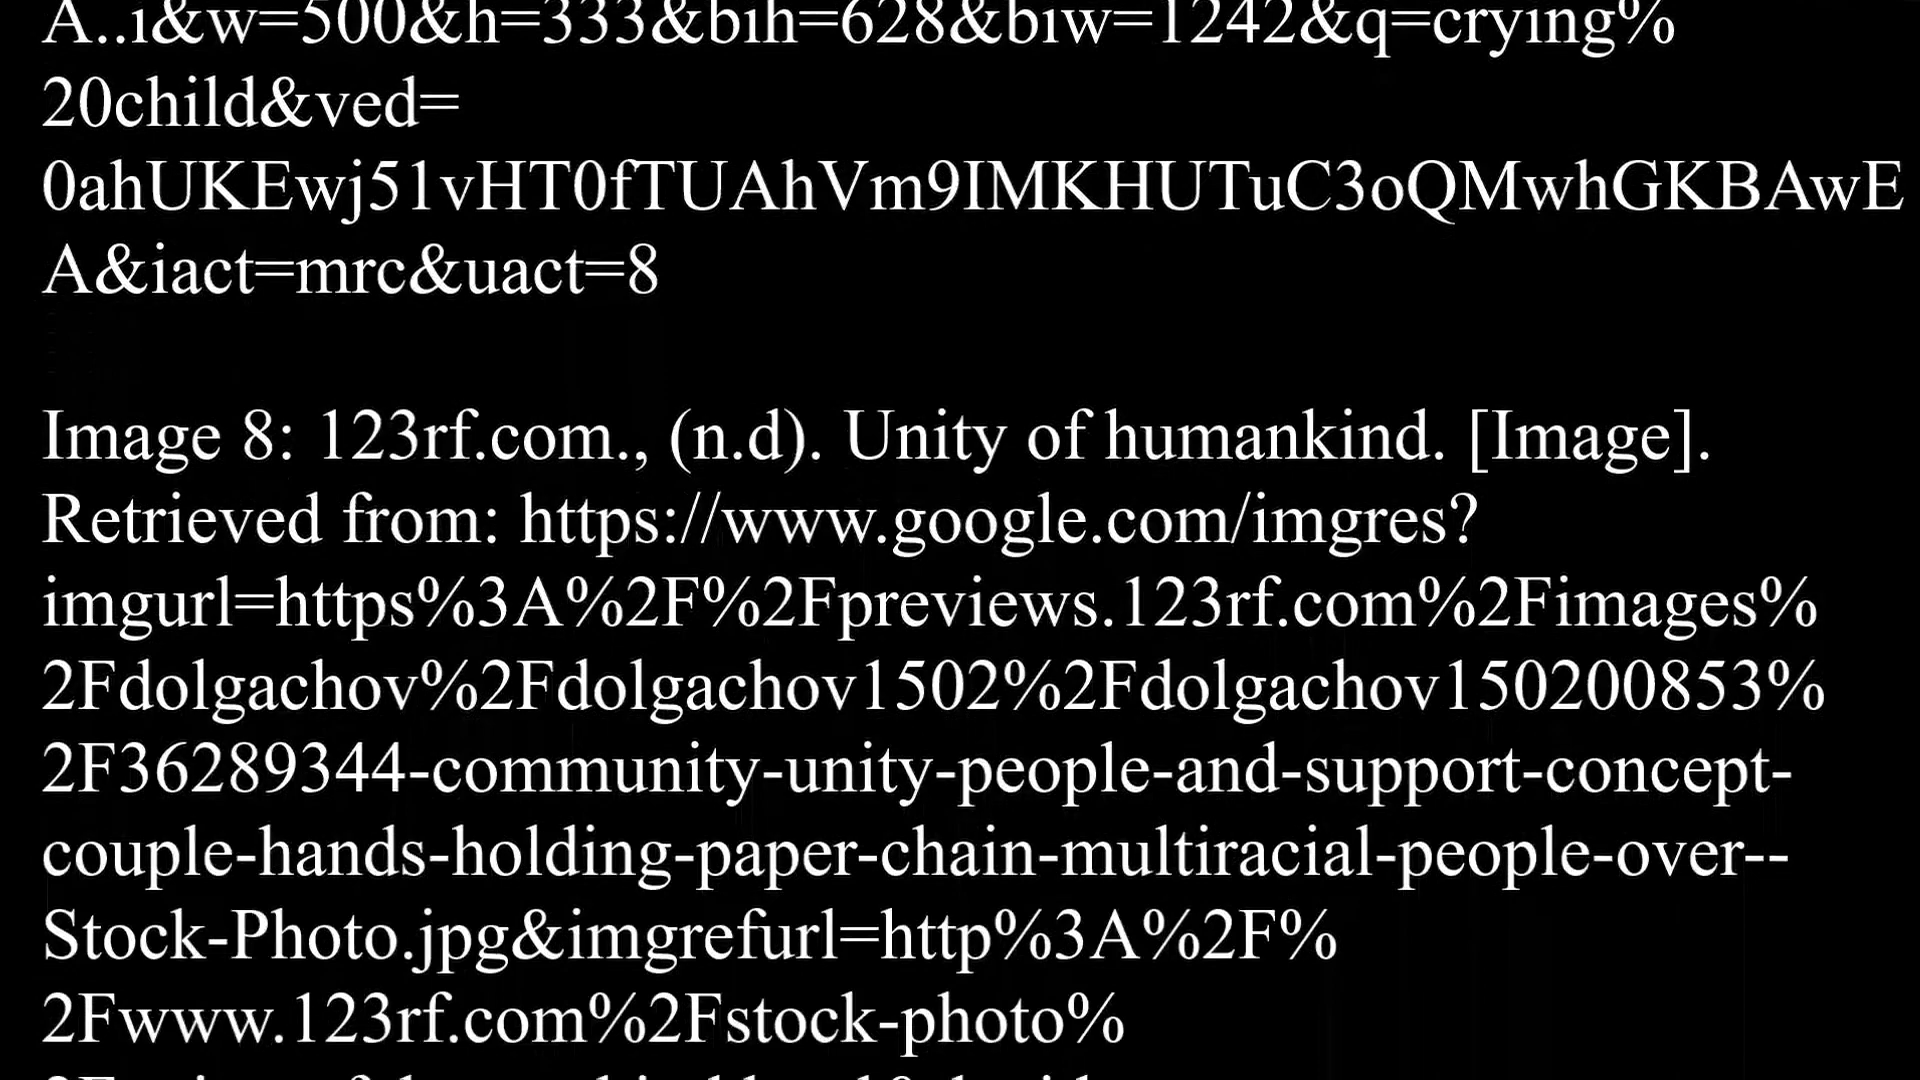 A..i&w=500&h=333&bih=628&biw=1242&q=crying%
20child&ved=
0ahUKEwj51vHT0fTUAhVm9IMKHUTuC3oQMwhGKBAwE
A&iact=mrc&uact=8
Image 8: 123rf.com., (n.d). Unity of humankind. [Image].
Retrieved from: https://www.google.com/imgres?
imgurl=https%3A%2F%2Fpreviews.123rf.com%2Fimages%
2Fdolgachov%2Fdolgachov1502%2Fdolgachov150200853%
2F36289344-community-unity-people-and-support-concept-
couple-hands-holding-paper-chain-multiracial-people-over--
Stock-Photo.jpg&imgrefurl=http%3A%2F%
2Fwww.123rf.com%2Fstock-photo%